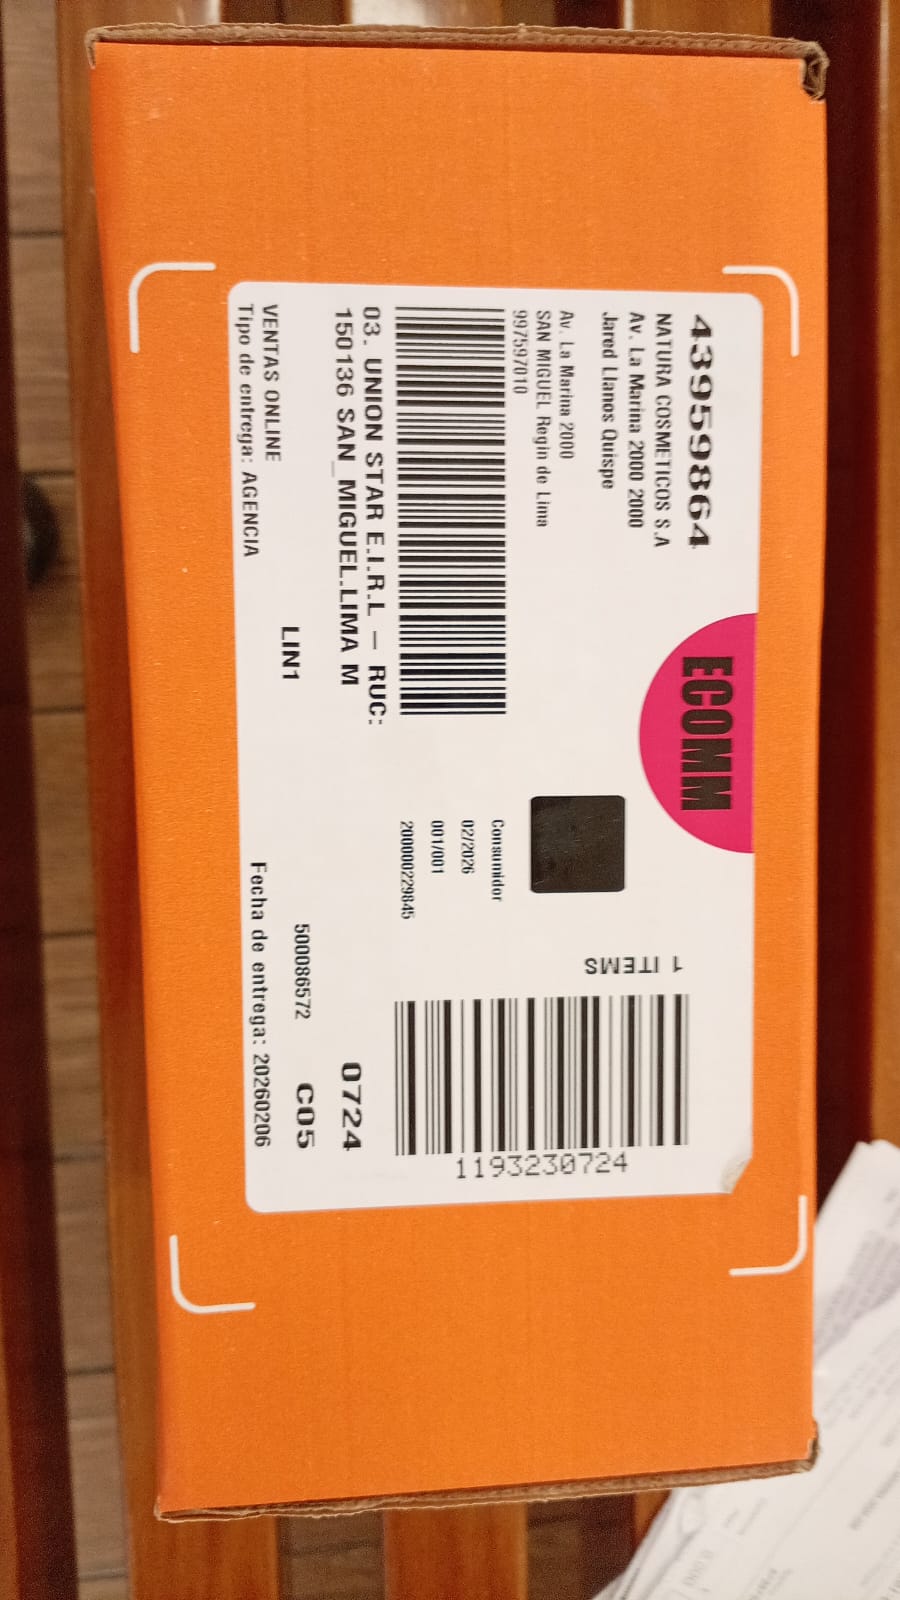 43959864
NATURA COSMETICOS S.A
Av. La Marina 2000 2000
Jared Llanos Quispe
Av. La Marina 2000
SAN MIGUEL Regin de Lima
997597010
03. UNION STAR E.I.R.L - RUC:
150136 SAN_MIGUEL.LIMA M
LIN1
VENTAS ONLINE
Tipo de entrega: AGENCIA
ECOMM
Consumidor
02/2026
001/001
200000229845
1 ITEMS
1193230724
0724
500086572
C05
Fecha de entrega: 20260206